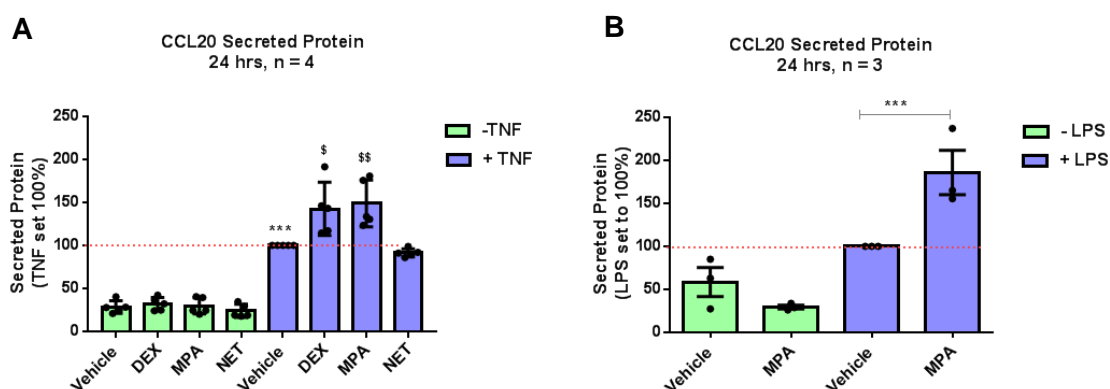 A
CCL20 Secreted Protein
24 hrs, n = 4
Secreted Protein
(TNF set 100%)
250
200
150
100
50
0
***
$
$$
Vehicle
DEX
MPA
NET
Vehicle
DEX
MPA
NET
-TNF
+ TNF
B
CCL20 Secreted Protein
24 hrs, n = 3
Secreted Protein
(LPS set to 100%)
250
200
150
100
50
0
***
Vehicle
MPA
Vehicle
MPA
- LPS
+ LPS